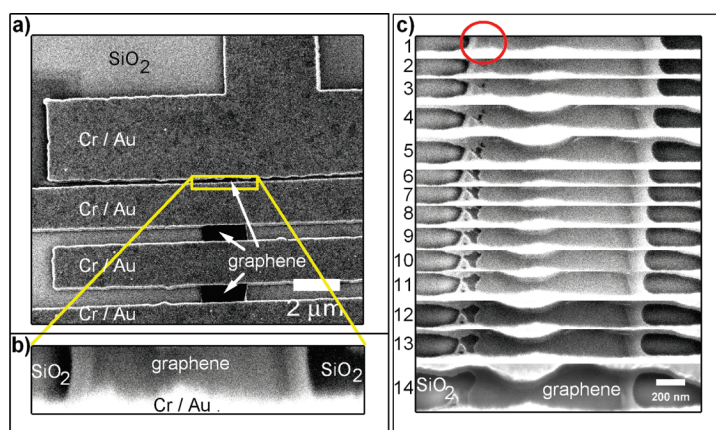 a)
SiO2
Cr / Au
Cr / Au
graphene
Cr / Au
2 μm
Cr / Au
b)
SiO2
graphene
SiO2
Cr / Au
c)
1
2
3
4
5
6
7
8
9
10
11
12
13
14
SiO2
graphene
200 nm